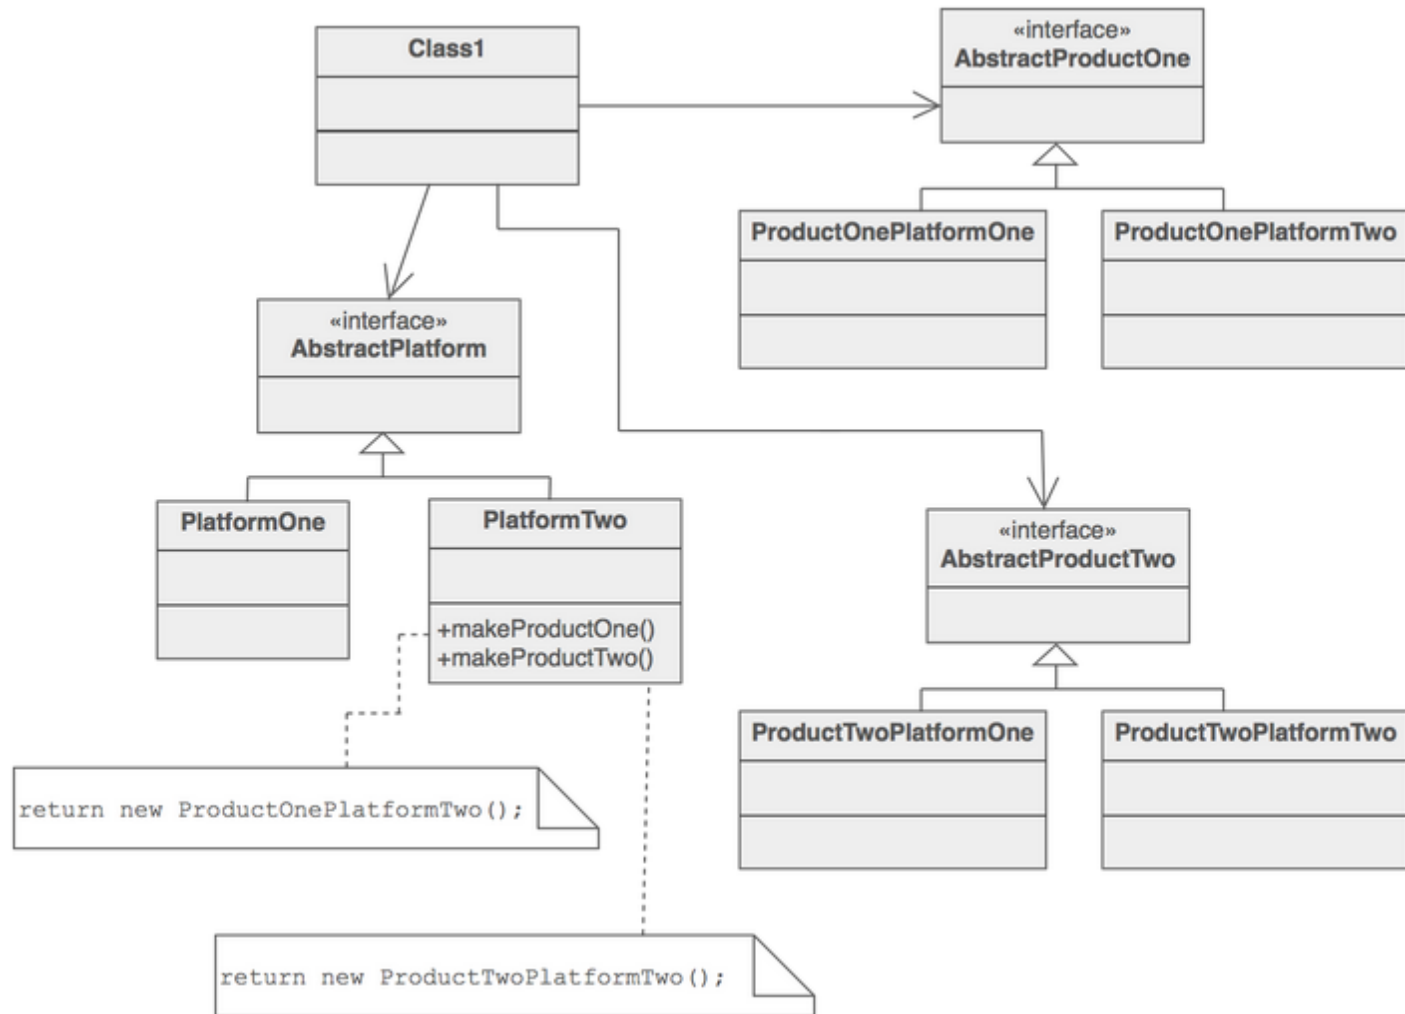 Class1
«interface»
AbstractProductOne
ProductOnePlatformOne
ProductOnePlatformTwo
«interface»
AbstractPlatform
PlatformOne
PlatformTwo
+makeProductOne()
+makeProductTwo()
«interface»
AbstractProductTwo
ProductTwoPlatformOne
ProductTwoPlatformTwo
return new ProductOnePlatformTwo();
return new ProductTwoPlatformTwo();